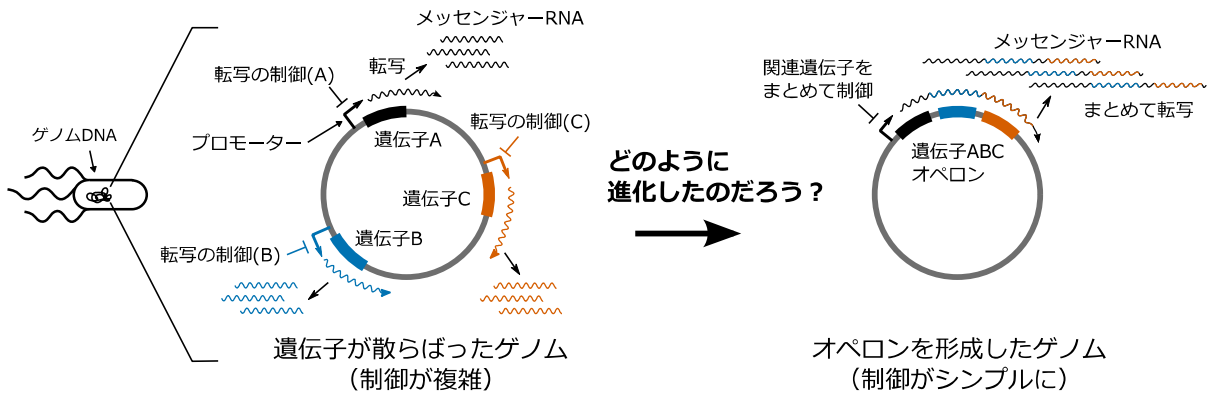 メッセンジャーRNA
転写の制御(A)
転写
ゲノムDNA
プロモーター
遺伝子A
転写の制御(C)
遺伝子C
遺伝子B
転写の制御(B)
遺伝子が散らばったゲノム
（制御が複雑）
どのように
進化したのだろう？
メッセンジャーRNA
関連遺伝子を
まとめて制御
まとめて転写
遺伝子ABC
オペロン
オペロンを形成したゲノム
（制御がシンプルに）